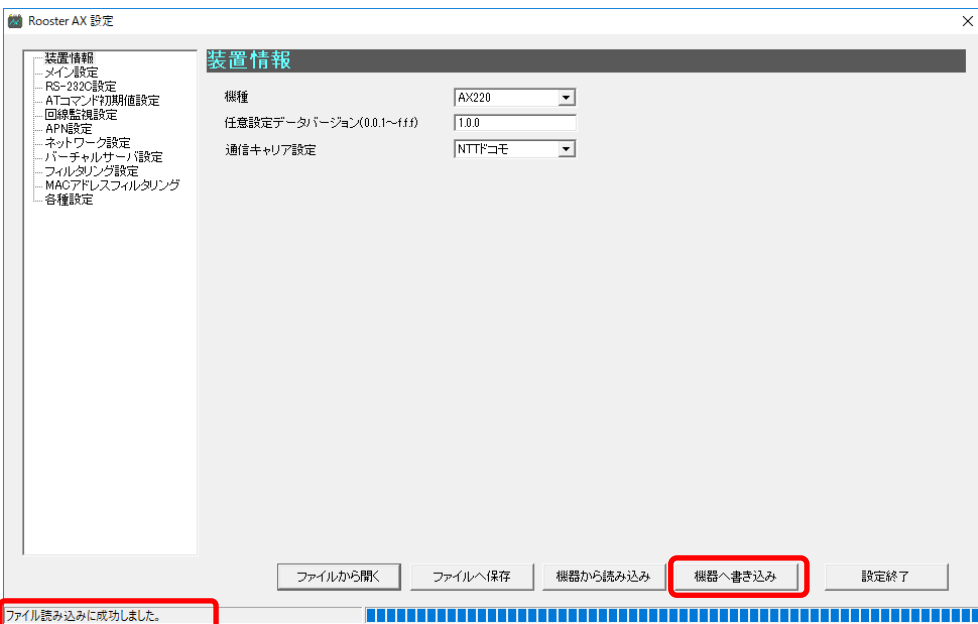 Rooster AX 設定
装置情報
メイン設定
RS-232C設定
ATコマンド初期値設定
回線監視設定
APN設定
ネットワーク設定
バーチャルサーバ設定
フィルタリング設定
MACアドレスフィルタリング
各種設定
装置情報
機種 AX220
任意設定データバージョン(0.0.1～f.f.f) 1.0.0
通信キャリア設定 NTTドコモ
ファイルから開く ファイルへ保存 機器から読み込み 機器へ書き込み 設定終了
ファイル読み込みに成功しました。